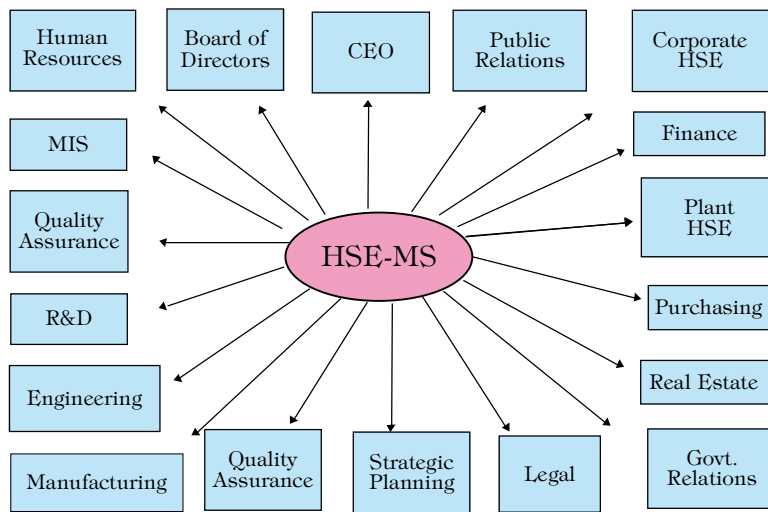 Human
Resources
Board of
Directors
CEO
Public
Relations
Corporate
HSE
MIS
Finance
Quality
Assurance
Plant
HSE
HSE-MS
R&D
Purchasing
Engineering
Real Estate
Manufacturing
Quality
Assurance
Strategic
Planning
Legal
Govt.
Relations